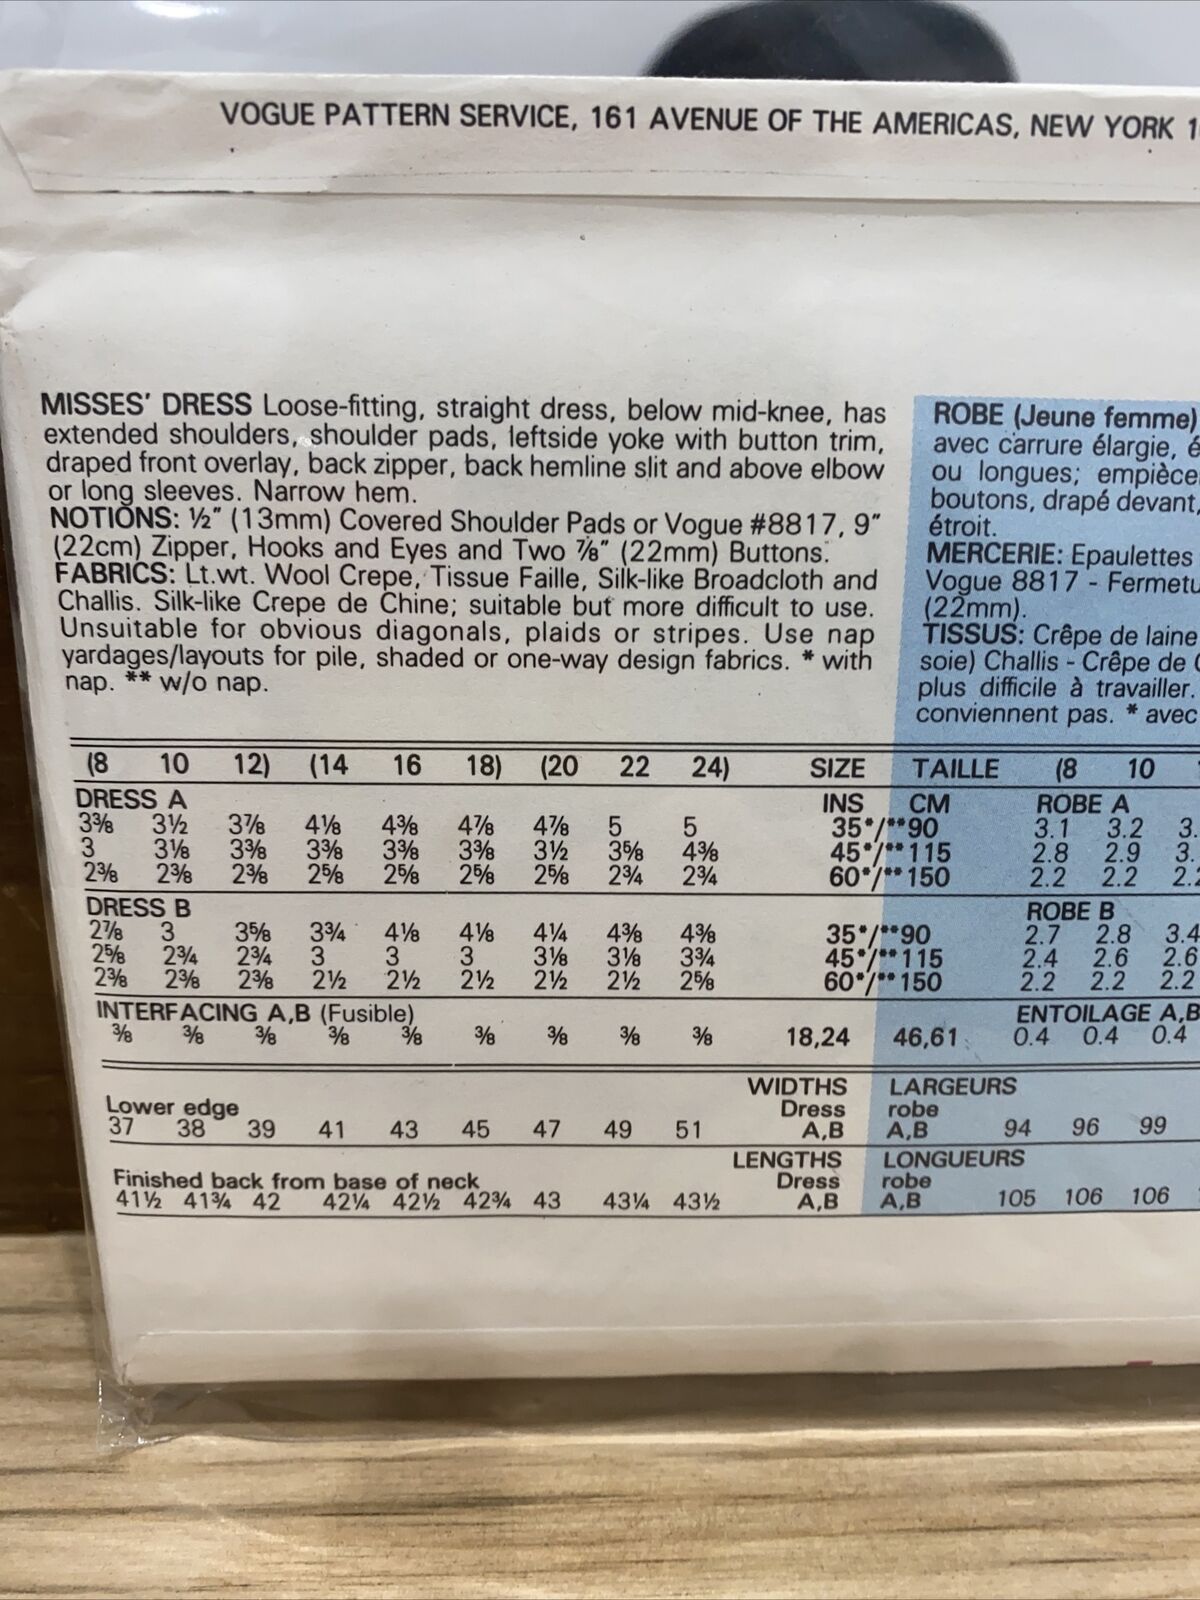 VOGUE PATTERN SERVICE, 161 AVENUE OF THE AMERICAS, NEW YORK
MISSES' DRESS Loose-fitting, straight dress, below mid-knee, has
extended shoulders, shoulder pads, leftside yoke with button trim,
draped front overlay, back zipper, back hemline slit and above elbow
or long sleeves. Narrow hem.
NOTIONS: ½" (13mm) Covered Shoulder Pads or Vogue #8817, 9"
(22cm) Zipper, Hooks and Eyes and Two ⅞" (22mm) Buttons.
FABRICS: Lt.wt. Wool Crepe, Tissue Faille, Silk-like Broadcloth and
Challis. Silk-like Crepe de Chine; suitable but more difficult to use.
Unsuitable for obvious diagonals, plaids or stripes. Use nap
yardages/layouts for pile, shaded or one-way design fabrics. * with
nap. ** w/o nap.
ROBE (Jeune femme)
avec carrure élargie,
ou longues;
boutons, drapé devant,
étroit.
MERCERIE: Epaulettes
Vogue 8817 -
(22mm).
TISSUS: Crêpe de laine
soie) Challis - Crêpe de
plus difficile à travailler.
conviennent pas. * avec
(8 10 12) (14 16 18) (20 22 24) SIZE TAILLE (8 10
DRESS A INS CM ROBE A
3⅜ 3½ 3⅞ 4⅛ 4⅜ 4⅞ 4⅞ 5 5 35*/**90 3.1 3.2
3 3⅛ 3⅜ 3⅜ 3⅜ 3⅜ 3½ 3⅝ 4⅜ 45*/**115 2.8 2.9
2⅜ 2⅜ 2⅜ 2⅝ 2⅝ 2⅝ 2⅝ 2¾ 2¾ 60*/**150 2.2 2.2
DRESS B ROBE B
2⅞ 3 3⅝ 3¾ 4⅛ 4⅛ 4¼ 4⅜ 4⅜ 35*/**90 2.7 2.8 3.4
2⅝ 2¾ 2¾ 3 3 3 3⅛ 3⅛ 3¾ 45*/**115 2.4 2.6 2.6
2⅜ 2⅜ 2⅜ 2½ 2½ 2½ 2½ 2½ 2⅝ 60*/**150 2.2 2.2 2.2
INTERFACING A,B (Fusible) ENTOILAGE A,B
⅜ ⅜ ⅜ ⅜ ⅜ ⅜ ⅜ ⅜ ⅜ 18,24 46,61 0.4 0.4 0.4
WIDTHS LARGEURS
Lower edge Dress robe
37 38 39 41 43 45 47 49 51 A,B A,B 94 96 99
LENGTHS LONGUEURS
Finished back from base of neck Dress robe
41½ 41¾ 42 42¼ 42½ 42¾ 43 43¼ 43½ A,B A,B 105 106 106